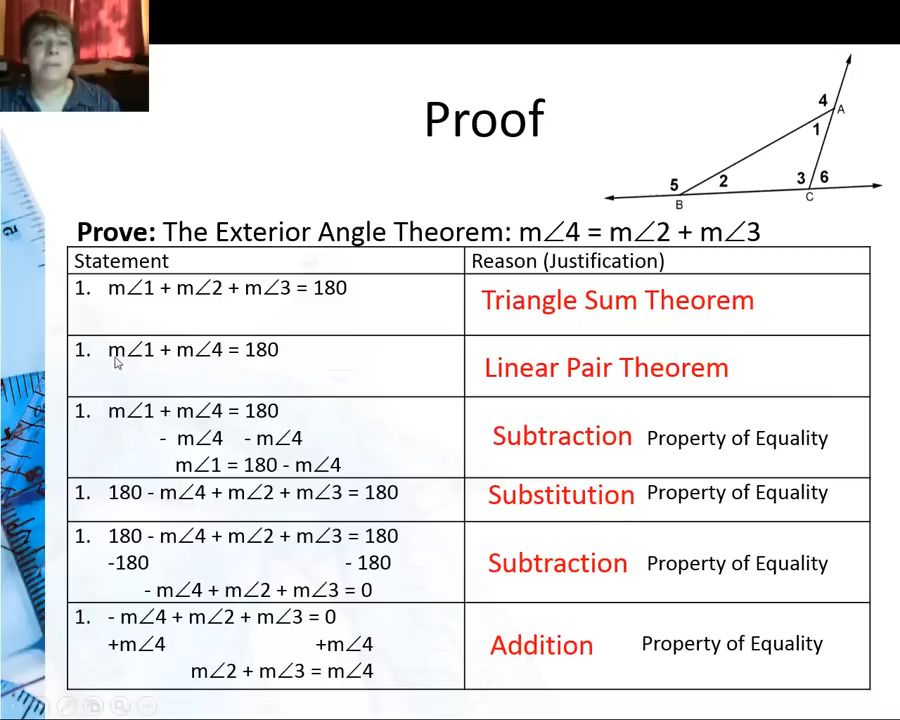 Proof
4
A
1
5
2
3
6
B
C
Prove: The Exterior Angle Theorem: m∠4 = m∠2 + m∠3
Statement
Reason (Justification)
1. m∠1 + m∠2 + m∠3 = 180
Triangle Sum Theorem
1. m∠1 + m∠4 = 180
Linear Pair Theorem
1. m∠1 + m∠4 = 180
- m∠4 - m∠4
m∠1 = 180 - m∠4
Subtraction Property of Equality
1. 180 - m∠4 + m∠2 + m∠3 = 180
Substitution Property of Equality
1. 180 - m∠4 + m∠2 + m∠3 = 180
-180 - 180
- m∠4 + m∠2 + m∠3 = 0
Subtraction Property of Equality
1. - m∠4 + m∠2 + m∠3 = 0
+m∠4 +m∠4
m∠2 + m∠3 = m∠4
Addition Property of Equality